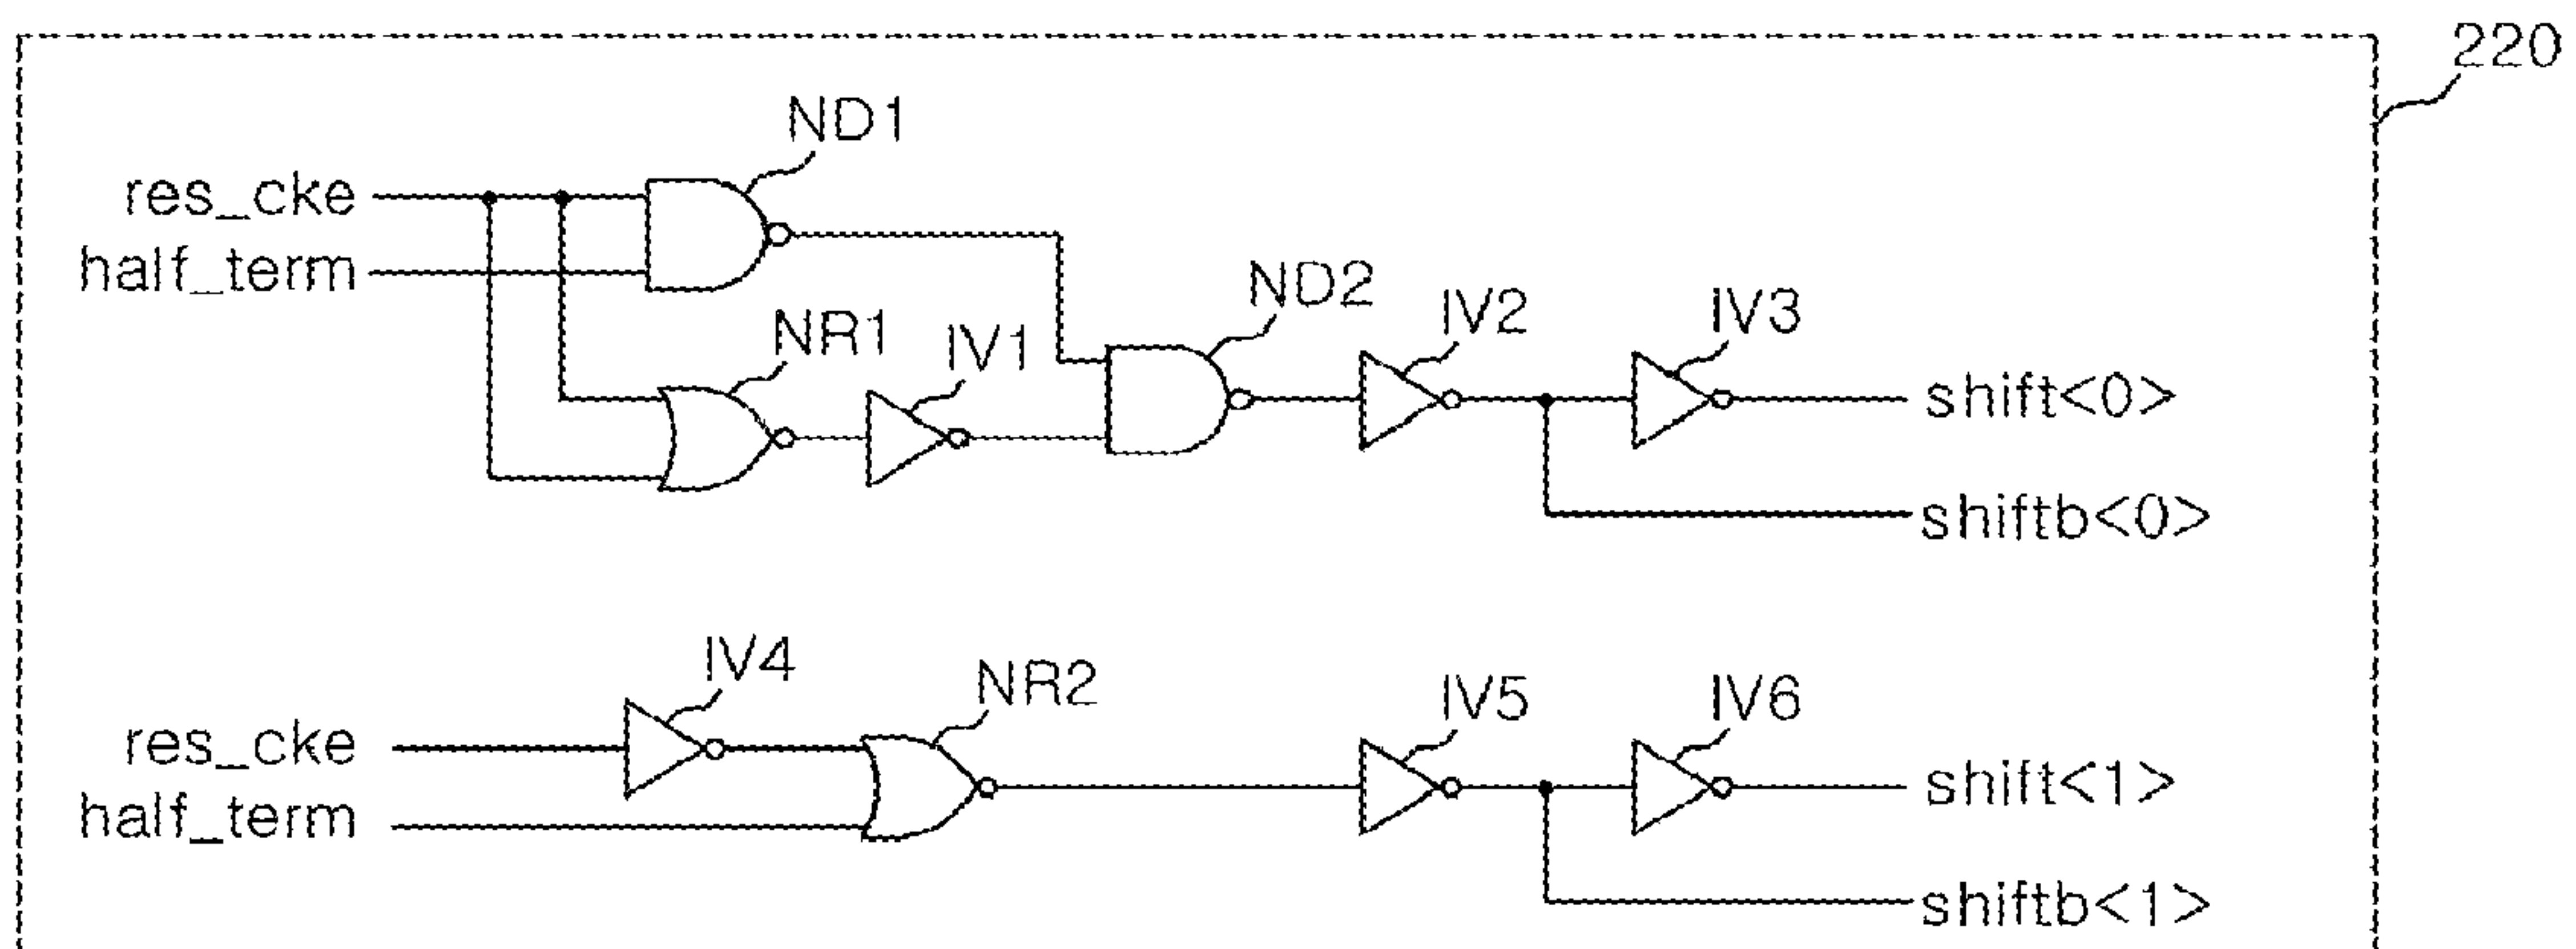 220
ND1
res_cke
half_term
ND2
NR1
IV1
IV2
IV3
shift<0>
shiftb<0>
IV4
NR2
IV5
IV6
res_cke
half_term
shift<1>
shiftb<1>